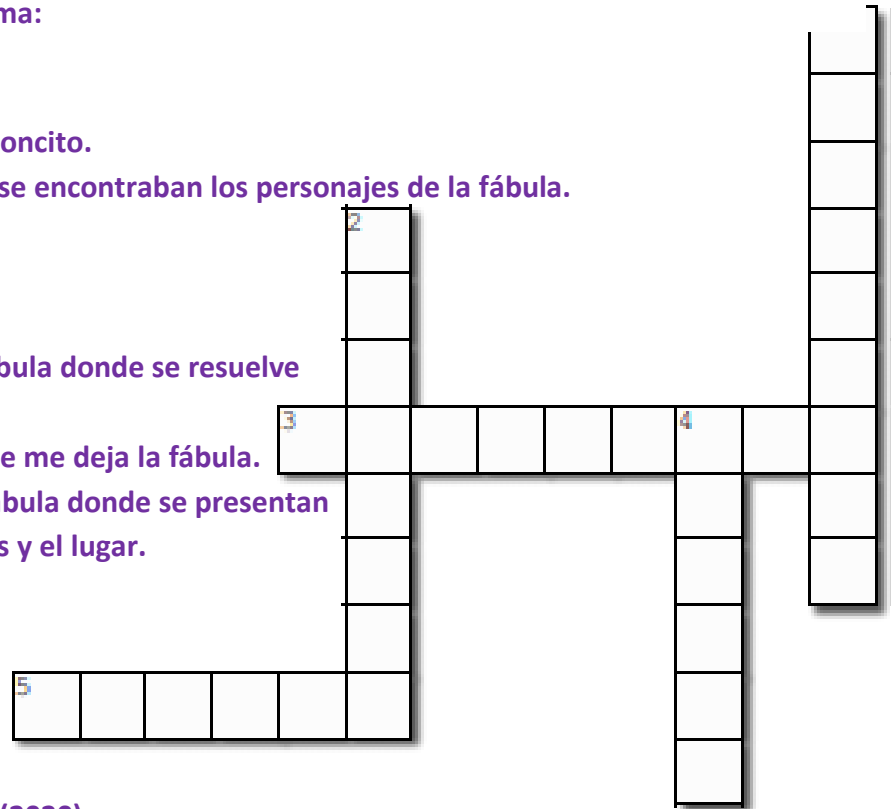 ma:
oncito.
se encontraban los personajes de la fábula.
2
bula donde se resuelve
3
4
e me deja la fábula.
bula donde se presentan
s y el lugar.
5